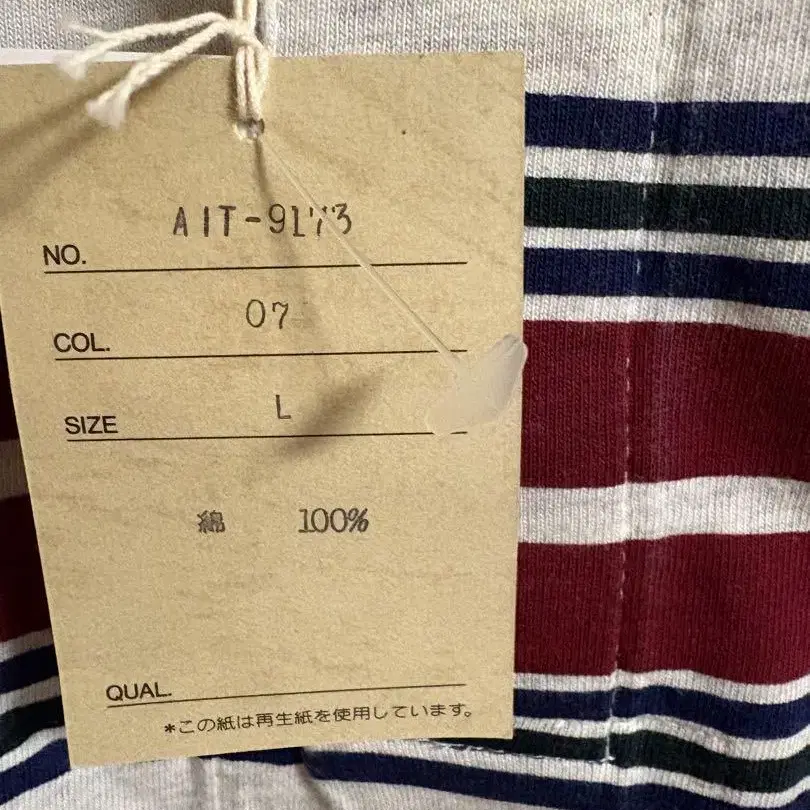 AIT-9173
NO.
07
COL.
L
SIZE
綿 100%
QUAL.
*この紙は再生紙を使用しています。